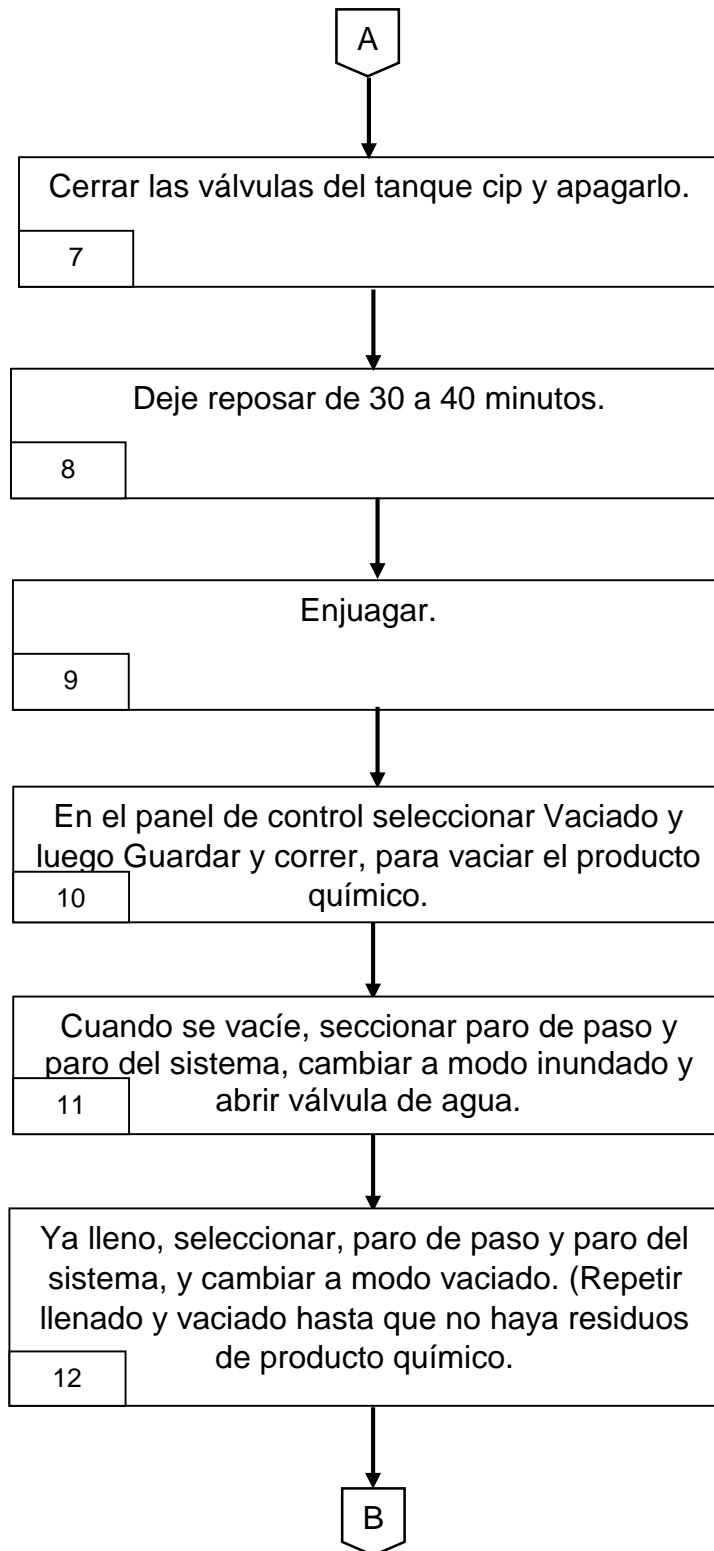 A
Cerrar las válvulas del tanque cip y apagarlo.
7
Deje reposar de 30 a 40 minutos.
8
Enjuagar.
9
En el panel de control seleccionar Vaciado y
luego Guardar y correr, para vaciar el producto
químico.
10
Cuando se vacíe, seccionar paro de paso y
paro del sistema, cambiar a modo inundado y
abrir válvula de agua.
11
Ya lleno, seleccionar, paro de paso y paro del
sistema, y cambiar a modo vaciado. (Repetir
llenado y vaciado hasta que no haya residuos
de producto químico.
12
B